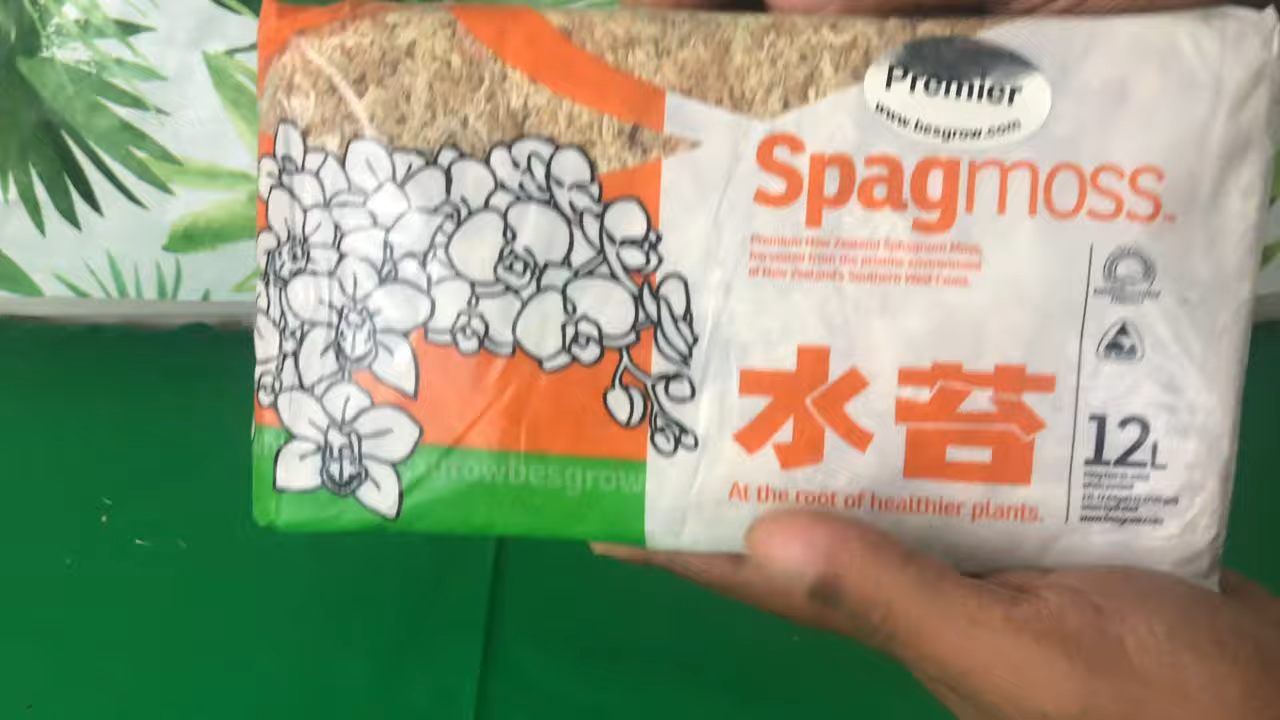 Premier
www.besgrow.com
Spagmoss.
Premium New Zealand Sphagnum Moss,
harvested from the pristine environment
of New Zealand's Southern West Coast.
水苔
12L
At the root of healthier plants.
growbesgrow